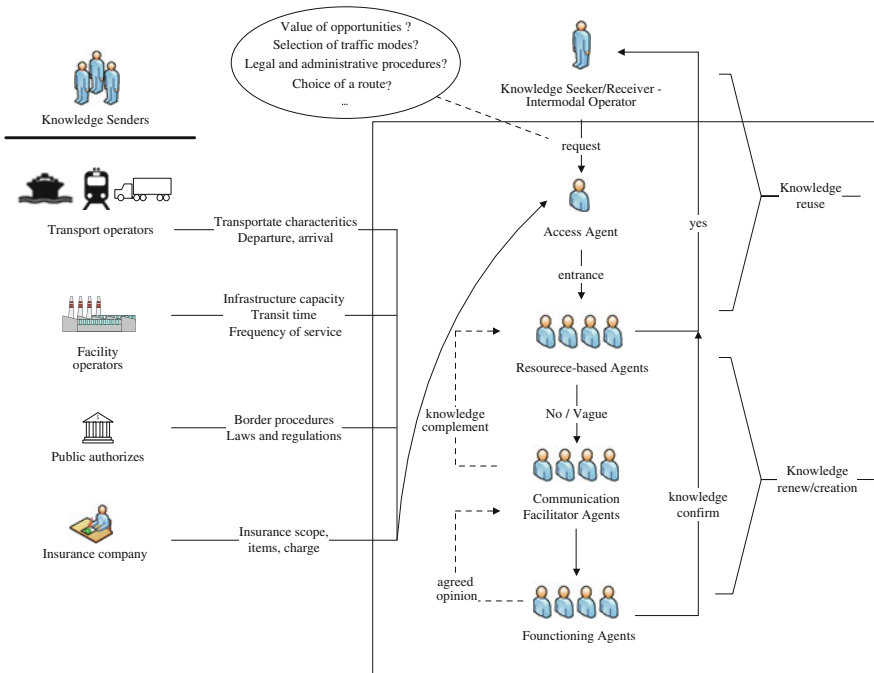 Value of opportunities ?
Selection of traffic modes?
Legal and administrative procedures?
Choice of a route?
...
Knowledge Seeker/Receiver -
Intermodal Operator
Knowledge Senders
request
Transport operators
Transportate characteritics
Departure, arrival
Access Agent
yes
Knowledge
reuse
entrance
Infrastructure capacity
Transit time
Frequency of service
Facility
operators
Resourece-based Agents
No / Vague
knowledge
complement
Border procedures
Laws and regulations
Public authorizes
Communication
Facilitator Agents
knowledge
confirm
Knowledge
renew/creation
Insurance company
Insurance scope,
items, charge
agreed
opinion
Founctioning Agents